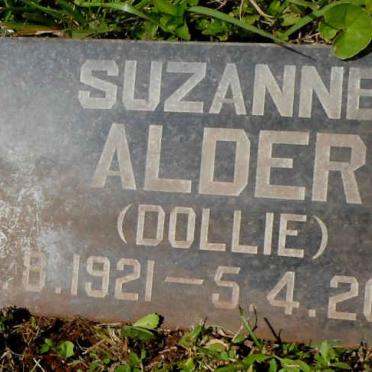 SUZANNE
ALDER
(DOLLIE)
.8.1921—5.4.20